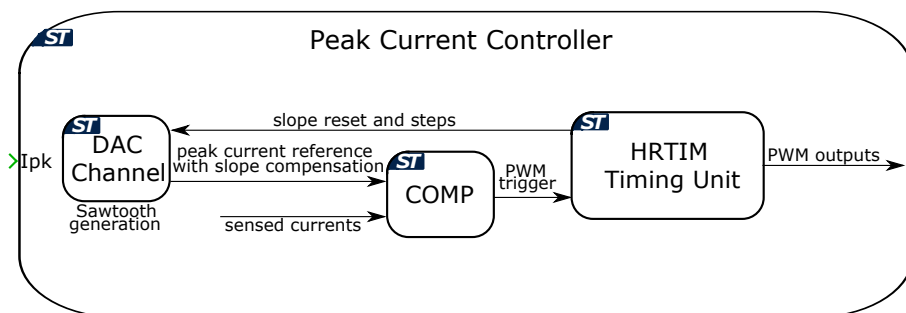 ST
Peak Current Controller
ST
DAC
Channel
Sawtooth
generation
Ipk
slope reset and steps
peak current reference
with slope compensation
sensed currents
ST
COMP
PWM
trigger
ST
HRTIM
Timing Unit
PWM outputs